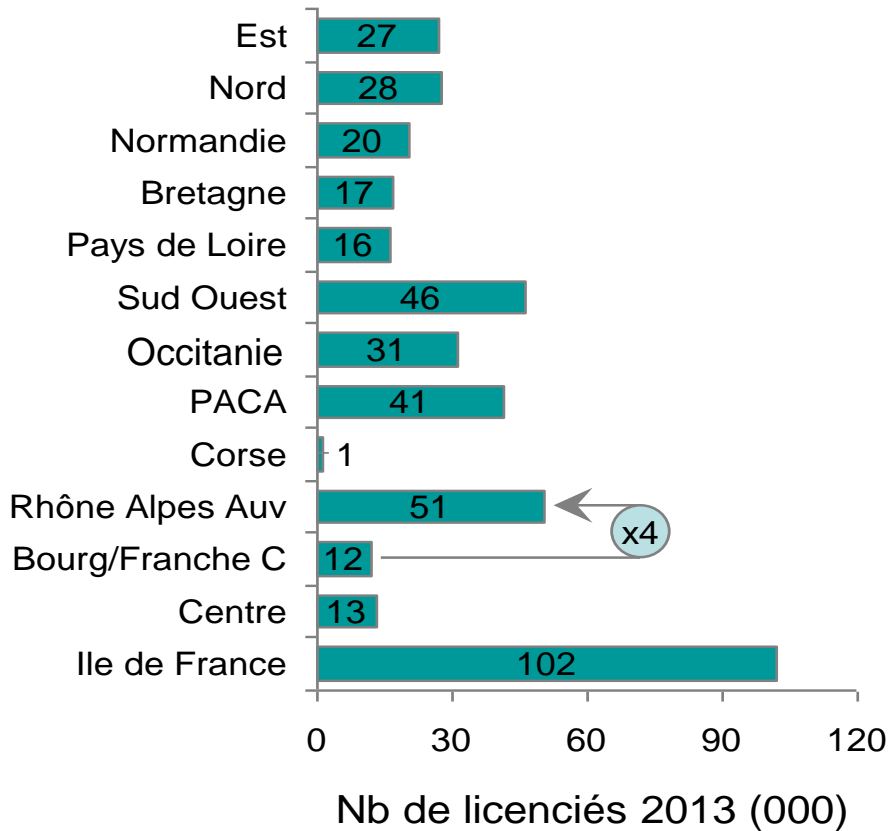 Est 27
Nord 28
Normandie 20
Bretagne 17
Pays de Loire 16
Sud Ouest 46
Occitanie 31
PACA 41
Corse 1
Rhône Alpes Auv 51
x4
Bourg/Franche C 12
Centre 13
Ile de France 102
0 30 60 90 120
Nb de licenciés 2013 (000)